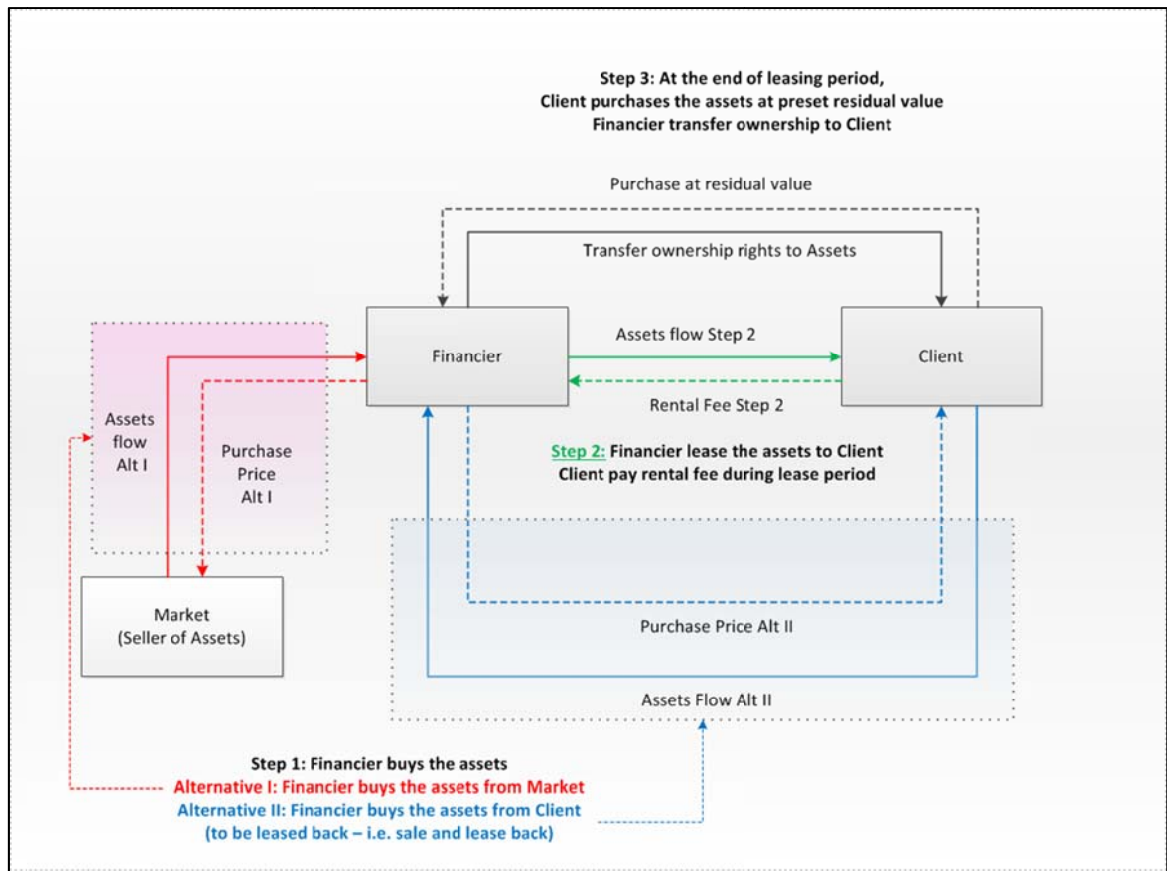 Step 3: At the end of leasing period,
Client purchases the assets at preset residual value
Financier transfer ownership to Client
Purchase at residual value
Transfer ownership rights to Assets
Financier
Assets flow Step 2
Client
Rental Fee Step 2
Assets
flow
Alt I
Purchase
Price
Alt I
Step 2: Financier lease the assets to Client
Client pay rental fee during lease period
Market
(Seller of Assets)
Purchase Price Alt II
Assets Flow Alt II
Step 1: Financier buys the assets
Alternative I: Financier buys the assets from Market
Alternative II: Financier buys the assets from Client
(to be leased back – i.e. sale and lease back)